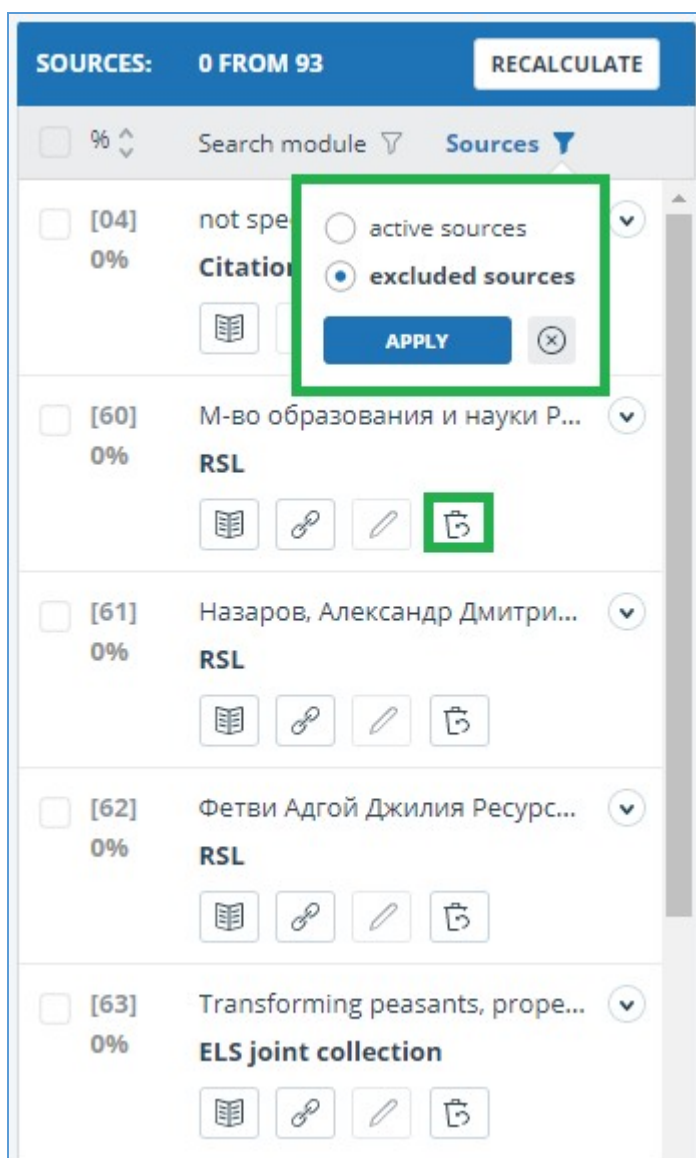 SOURCES: 0 FROM 93 RECALCULATE
% Search module Sources
[04] not spe
active sources
0% Citation
excluded sources
APPLY
[60] М-во образования и науки Р...
0% RSL
[61] Назаров, Александр Дмитри...
0% RSL
[62] Фетви Адгой Джилия Ресурс...
0% RSL
[63] Transforming peasants, prope...
0% ELS joint collection